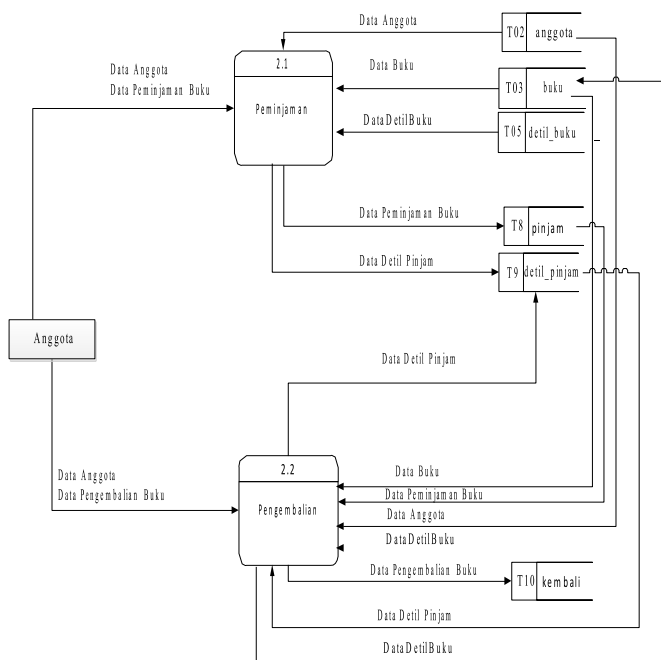 Data Anggota
T02 anggota
2.1
Data Buku
Data Anggota
Data Peminjaman Buku
T03 buku
Peminjaman
DataDetilBuku
T05 detil_buku
Data Peminjaman Buku
T8 pinjam
Data Detil Pinjam
T9 detil_pinjam
Anggota
Data Detil Pinjam
2.2
Data Anggota
Data Pengembalian Buku
Pengembalian
Data Buku
Data Peminjaman Buku
Data Anggota
DataDetilBuku
Data Pengembalian Buku
T10 kembali
Data Detil Pinjam
DataDetilBuku